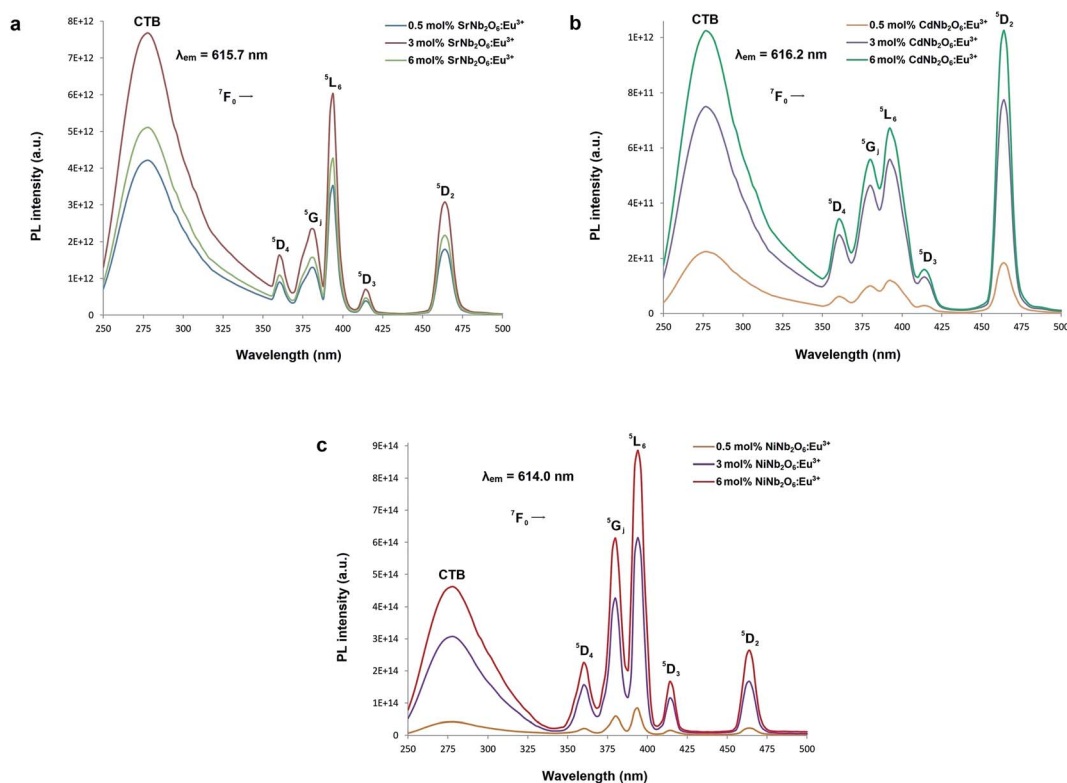 a
CTB
λem = 615.7 nm
⁷F₀ →
0.5 mol% SrNb₂O₆:Eu³⁺
3 mol% SrNb₂O₆:Eu³⁺
6 mol% SrNb₂O₆:Eu³⁺
⁵D₄
⁵Gⱼ
⁵L₆
⁵D₃
⁵D₂
PL intensity (a.u.)
8E+12
7E+12
6E+12
5E+12
4E+12
3E+12
2E+12
1E+12
0
250 275 300 325 350 375 400 425 450 475 500
Wavelength (nm)
b
CTB
λem = 616.2 nm
⁷F₀ →
0.5 mol% CdNb₂O₆:Eu³⁺
3 mol% CdNb₂O₆:Eu³⁺
6 mol% CdNb₂O₆:Eu³⁺
⁵D₄
⁵Gⱼ
⁵L₆
⁵D₃
⁵D₂
PL intensity (a.u.)
1E+12
8E+11
6E+11
4E+11
2E+11
0
250 275 300 325 350 375 400 425 450 475 500
Wavelength (nm)
c
CTB
λem = 614.0 nm
⁷F₀ →
0.5 mol% NiNb₂O₆:Eu³⁺
3 mol% NiNb₂O₆:Eu³⁺
6 mol% NiNb₂O₆:Eu³⁺
⁵D₄
⁵Gⱼ
⁵L₆
⁵D₃
⁵D₂
PL intensity (a.u.)
9E+14
8E+14
7E+14
6E+14
5E+14
4E+14
3E+14
2E+14
1E+14
0
250 275 300 325 350 375 400 425 450 475 500
Wavelength (nm)